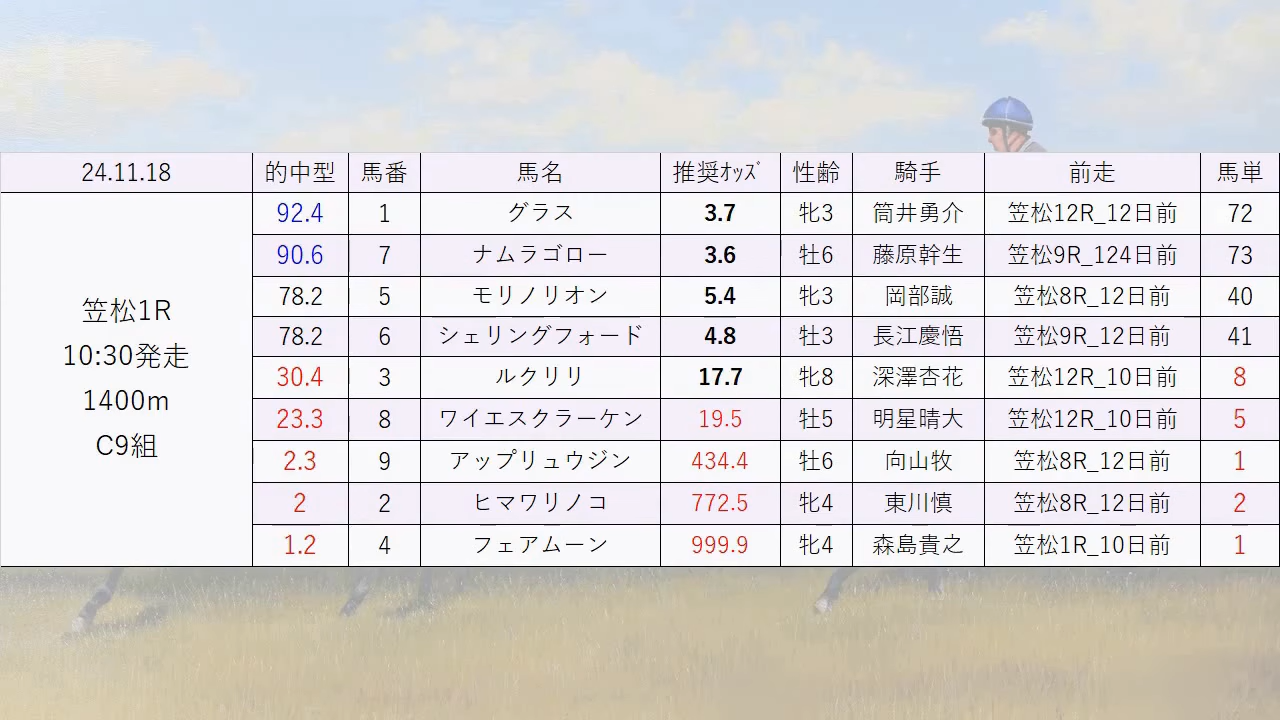 24.11.18 的中型 馬番 馬名 推奨ｵｯｽﾞ 性齢 騎手 前走 馬単
笠松1R
10:30発走
1400m
C9組
92.4 1 グラス 3.7 牝3 筒井勇介 笠松12R_12日前 72
90.6 7 ナムラゴロー 3.6 牡6 藤原幹生 笠松9R_124日前 73
78.2 5 モリノリオン 5.4 牝3 岡部誠 笠松8R_12日前 40
78.2 6 シェリングフォード 4.8 牡3 長江慶悟 笠松9R_12日前 41
30.4 3 ルクリリ 17.7 牝8 深澤杏花 笠松12R_10日前 8
23.3 8 ワイエスクラーケン 19.5 牡5 明星晴大 笠松12R_10日前 5
2.3 9 アップリュウジン 434.4 牡6 向山牧 笠松8R_12日前 1
2 2 ヒマワリノコ 772.5 牝4 東川慎 笠松8R_12日前 2
1.2 4 フェアムーン 999.9 牝4 森島貴之 笠松1R_10日前 1